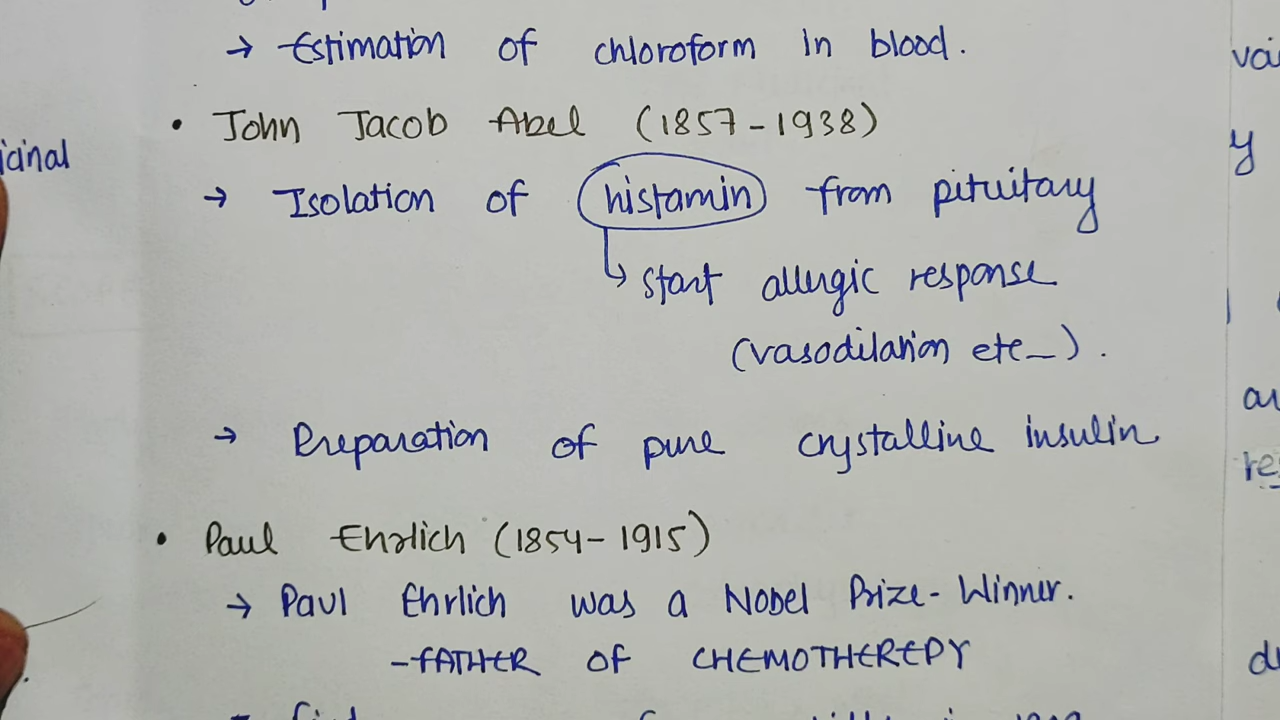 → Estimation of chloroform in blood.
• John Jacob Abel (1857-1938)
→ Isolation of histamin from pituitary
↳ start allergic response
(vasodilation etc_).
→ Preparation of pure crystalline insulin
• Paul Ehrlich (1854-1915)
→ Paul Ehrlich was a Nobel Prize-Winner.
-FATHER OF CHEMOTHEREPY